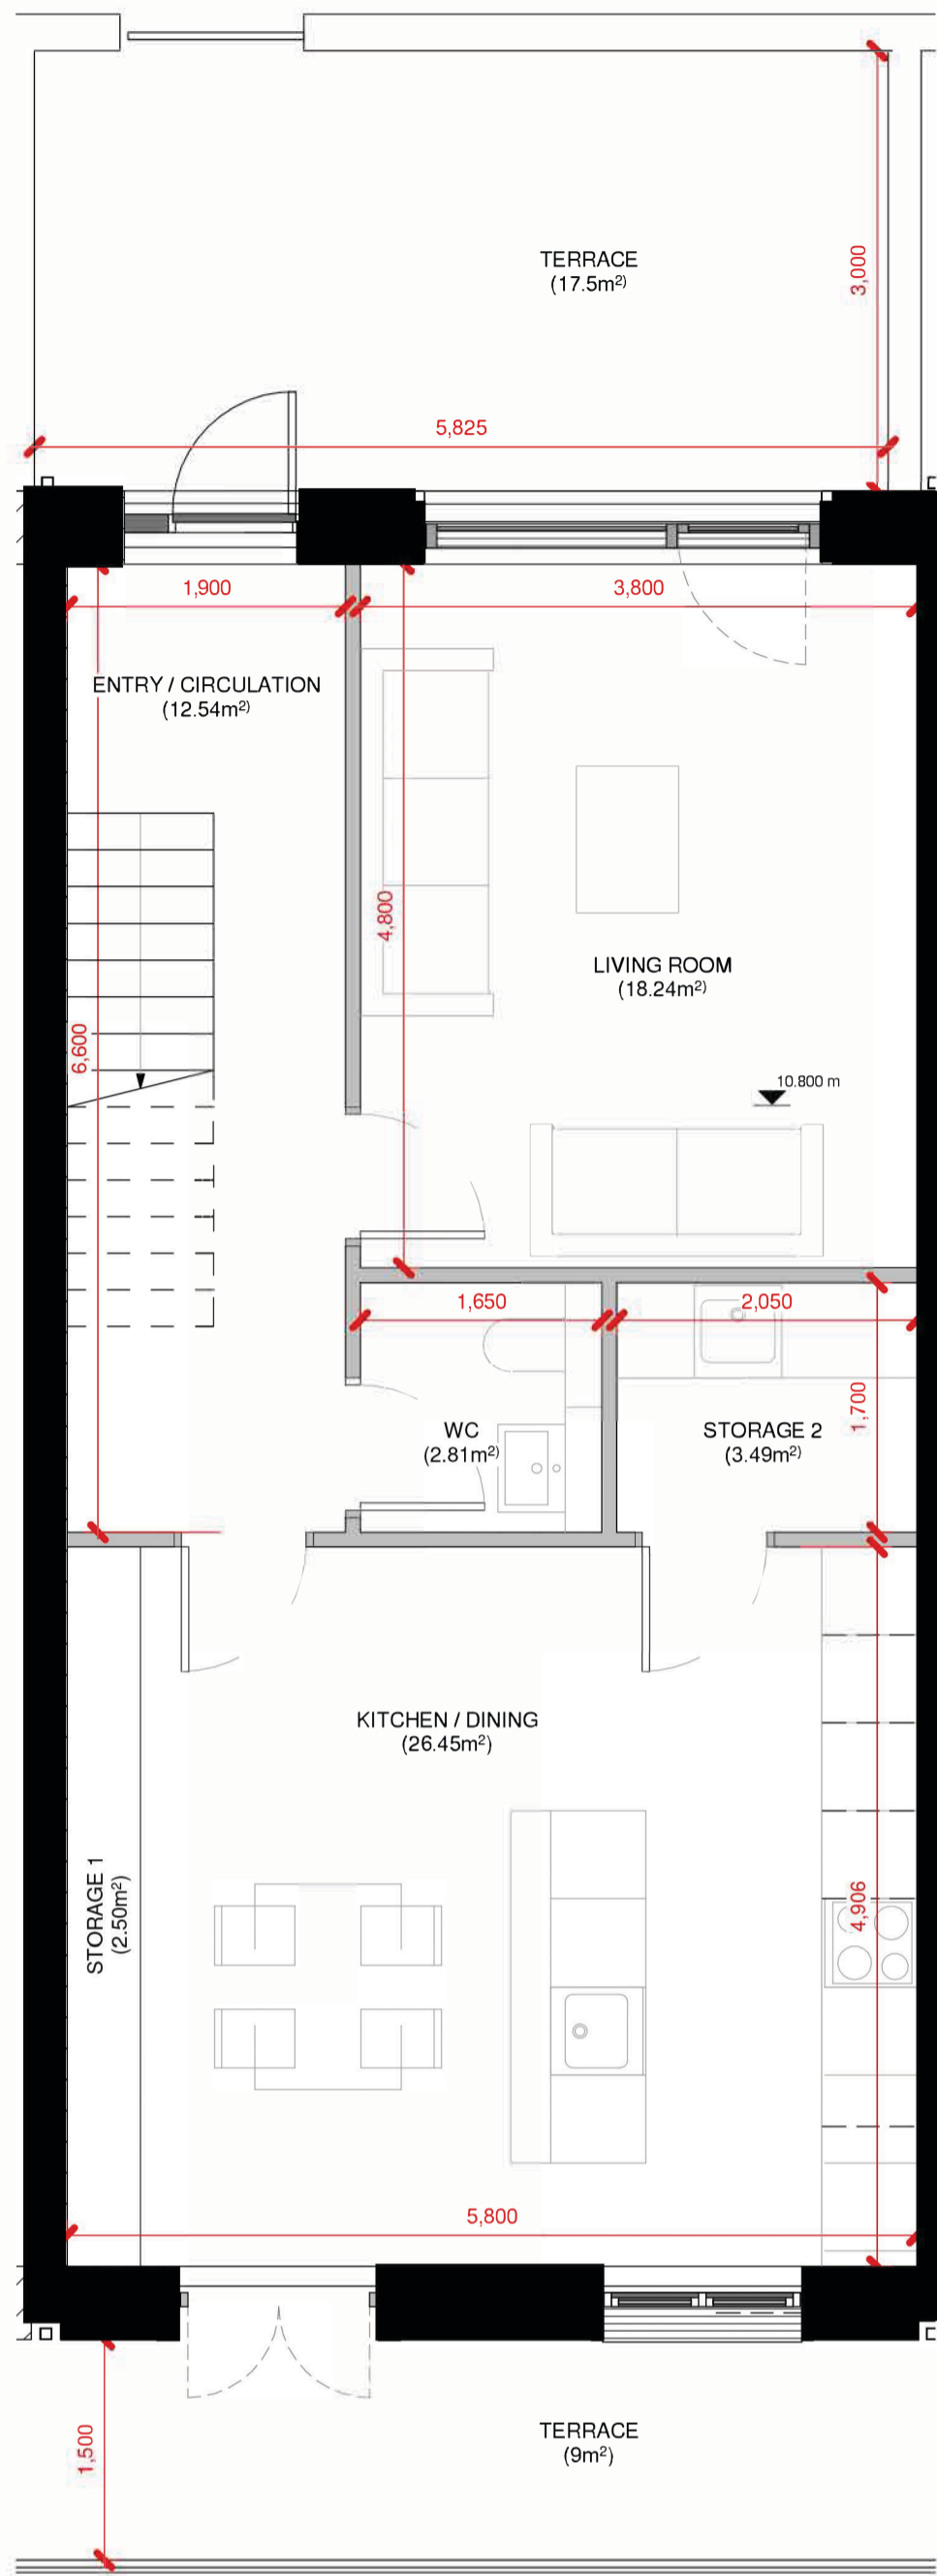 TERRACE
(17.5m²)
3,000
5,825
1,900
3,800
ENTRY / CIRCULATION
(12.54m²)
4,800
LIVING ROOM
(18.24m²)
6,600
10.800 m
1,650
2,050
1,700
WC
(2.81m²)
STORAGE 2
(3.49m²)
KITCHEN / DINING
(26.45m²)
STORAGE 1
(2.50m²)
4,906
5,800
TERRACE
(9m²)
1,500